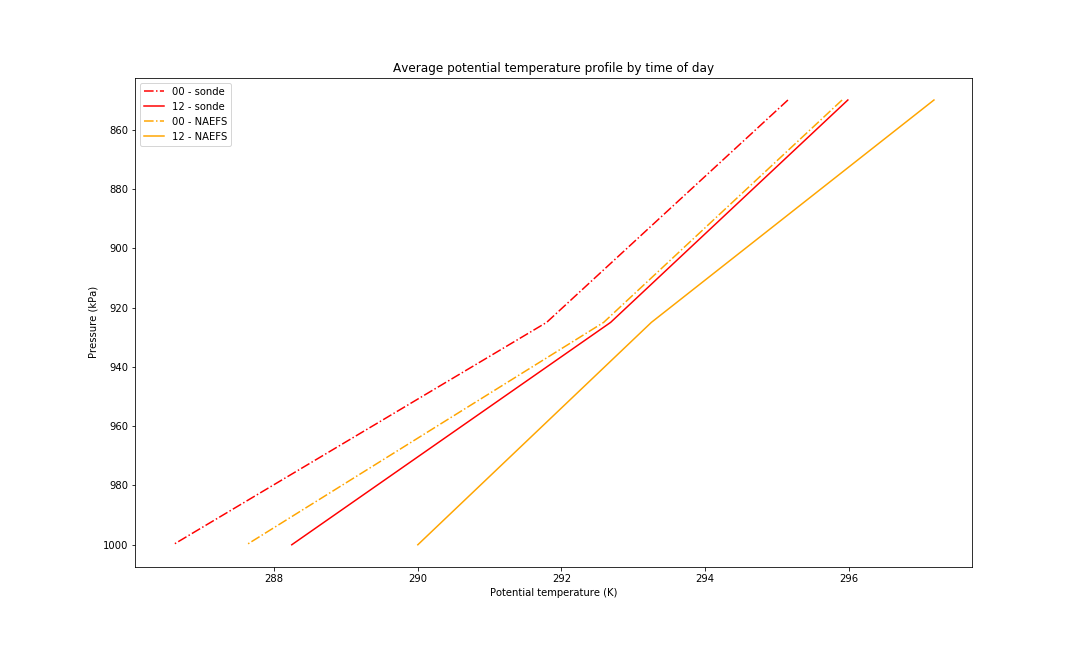 Average potential temperature profile by time of day
00 - sonde
12 - sonde
00 - NAEFS
12 - NAEFS
860
880
900
920
940
960
980
1000
Pressure (kPa)
288
290
292
294
296
Potential temperature (K)